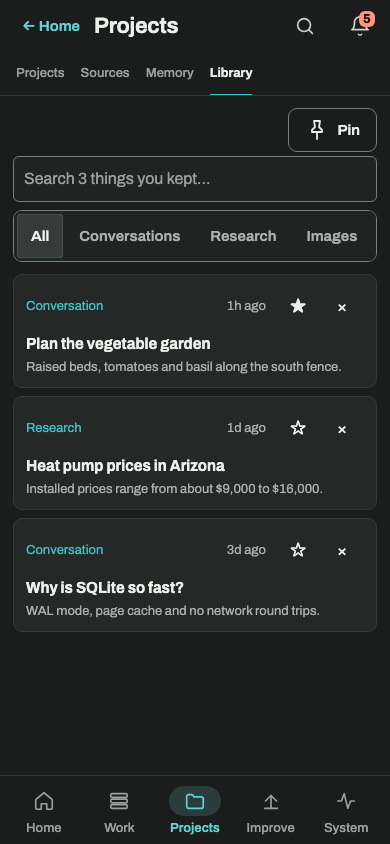 ← Home Projects 5
Projects Sources Memory Library
Pin
Search 3 things you kept...
All Conversations Research Images
Conversation 1h ago ★ ×
Plan the vegetable garden
Raised beds, tomatoes and basil along the south fence.
Research 1d ago ☆ ×
Heat pump prices in Arizona
Installed prices range from about $9,000 to $16,000.
Conversation 3d ago ☆ ×
Why is SQLite so fast?
WAL mode, page cache and no network round trips.
Home Work Projects Improve System